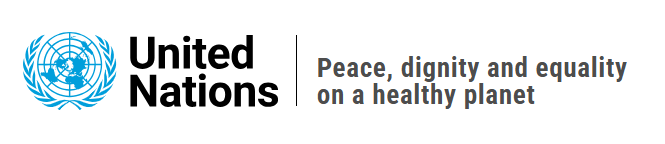 United
Nations
Peace, dignity and equality
on a healthy planet